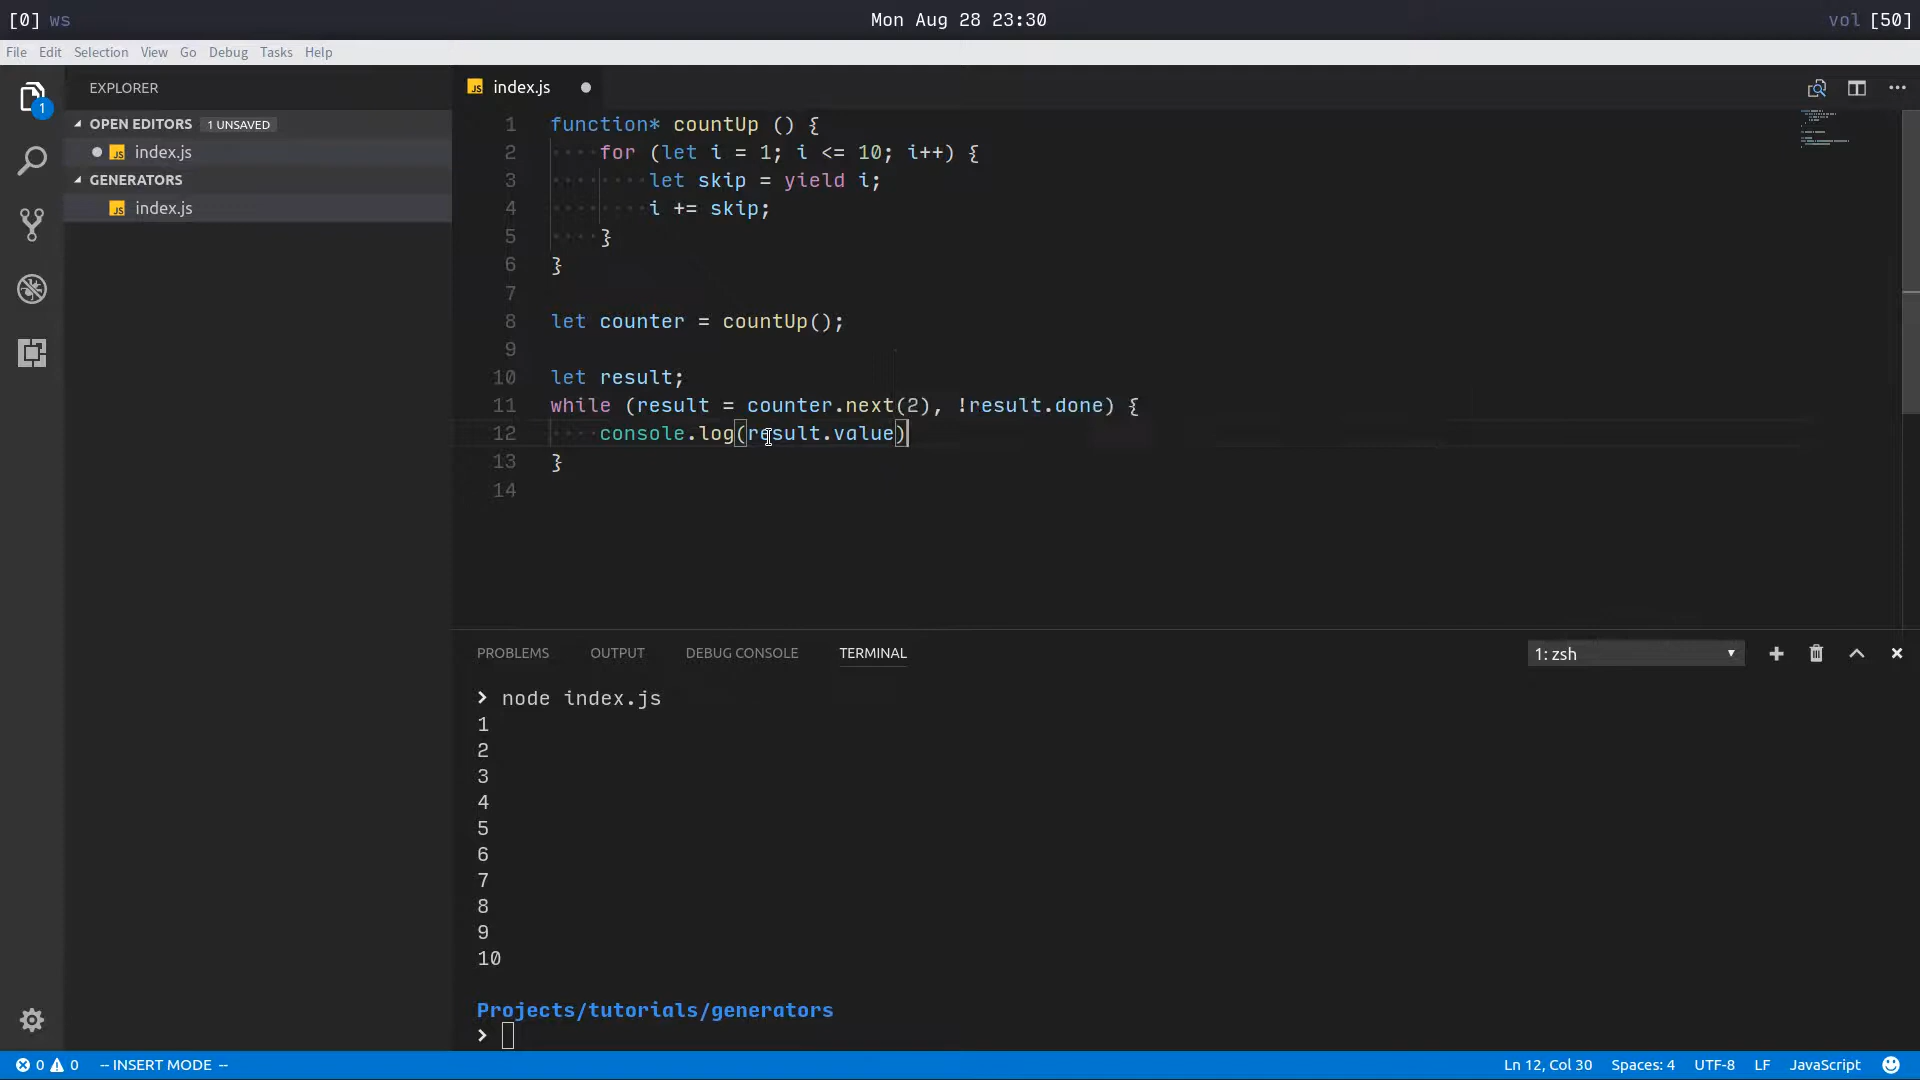 [0] ws Mon Aug 28 23:30 vol [50]
File Edit Selection View Go Debug Tasks Help
1
EXPLORER
OPEN EDITORS 1 UNSAVED
index.js
GENERATORS
index.js
index.js
1 function* countUp () {
2 ····for (let i = 1; i <= 10; i++) {
3 ········let skip = yield i;
4 ········i += skip;
5 ····}
6 }
7
8 let counter = countUp();
9
10 let result;
11 while (result = counter.next(2), !result.done) {
12 ····console.log(result.value)
13 }
14
PROBLEMS OUTPUT DEBUG CONSOLE TERMINAL 1: zsh
❯ node index.js
1
2
3
4
5
6
7
8
9
10
Projects/tutorials/generators
❯
0 0 -- INSERT MODE -- Ln 12, Col 30 Spaces: 4 UTF-8 LF JavaScript